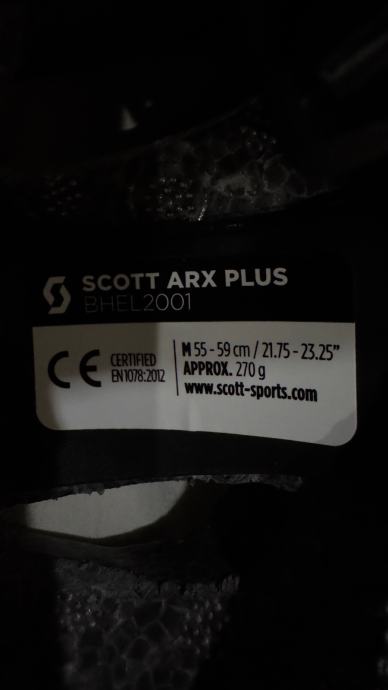 SCOTT ARX PLUS
BHEL2001
CE CERTIFIED
EN1078:2012
M 55 - 59 cm / 21.75 - 23.25”
APPROX. 270 g
www.scott-sports.com